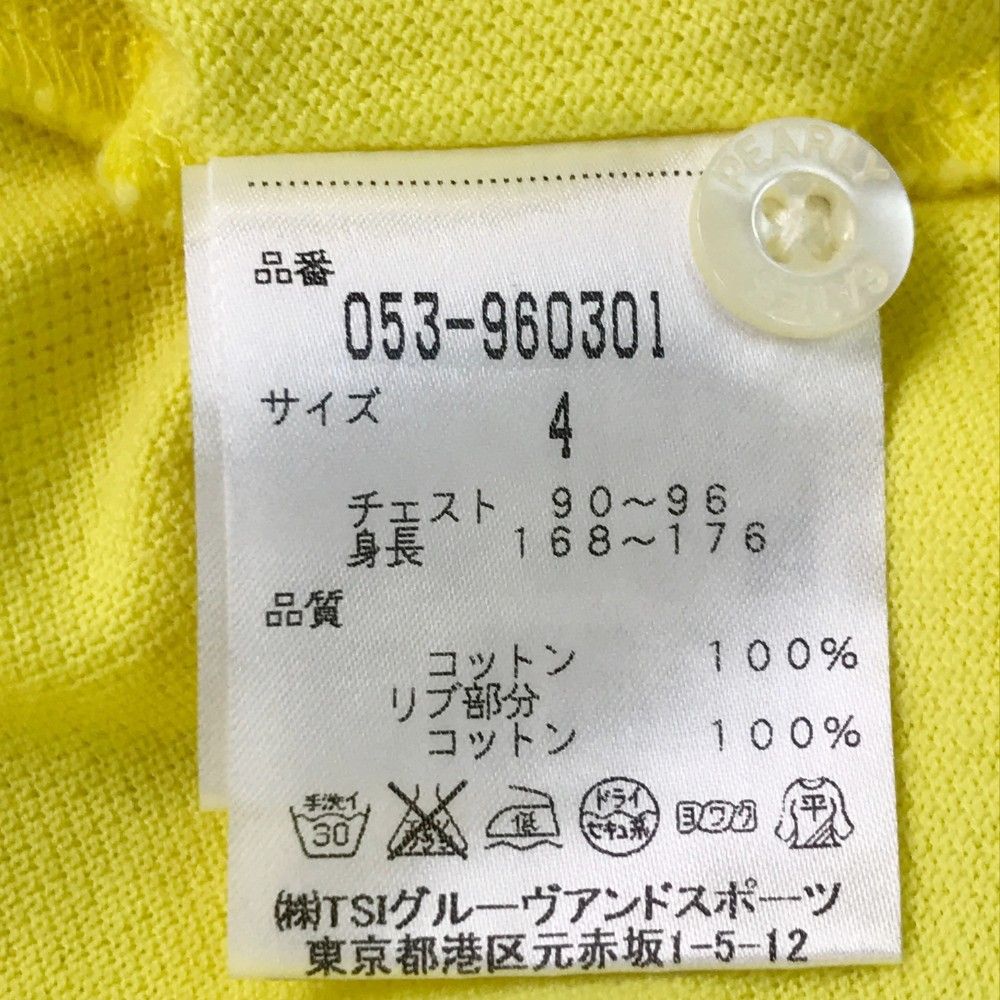 PEARLY
GATES
品番
053-960301
サイズ 4
チェスト 90～96
身長 168～176
品質
コットン 100%
リブ部分
コットン 100%
手洗イ
30
低
ドライ
セキユ系
ヨワク
平
㈱TSIグルーヴアンドスポーツ
東京都港区元赤坂1-5-12